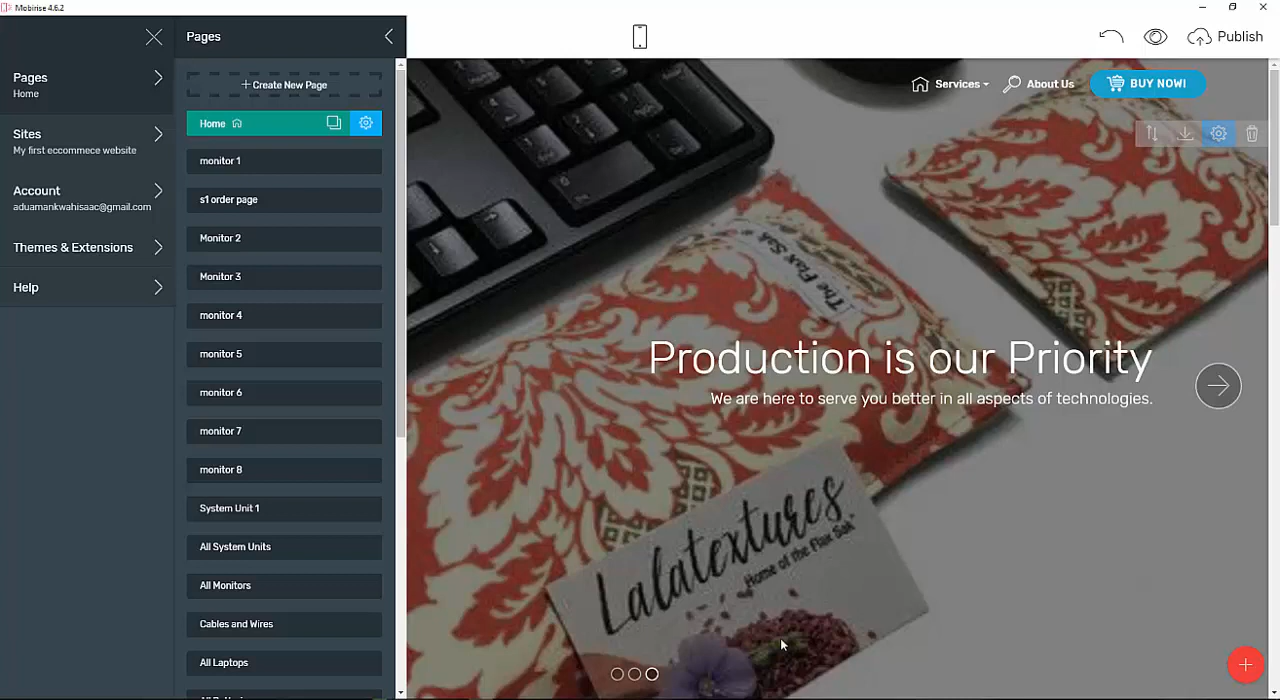 Mobirise 4.6.2
Pages
Publish
Pages
Home
Create New Page
Services
About Us
BUY NOW!
Home
Sites
My first eccommece website
monitor 1
Account
aduamankwahisaac@gmail.com
s1 order page
Monitor 2
Themes & Extensions
Monitor 3
Help
monitor 4
monitor 5
monitor 6
monitor 7
monitor 8
System Unit 1
All System Units
All Monitors
Cables and Wires
All Laptops
The Flax Sak
Production is our Priority
We are here to serve you better in all aspects of technologies.
Lalatextures
Home of the Flax Sak